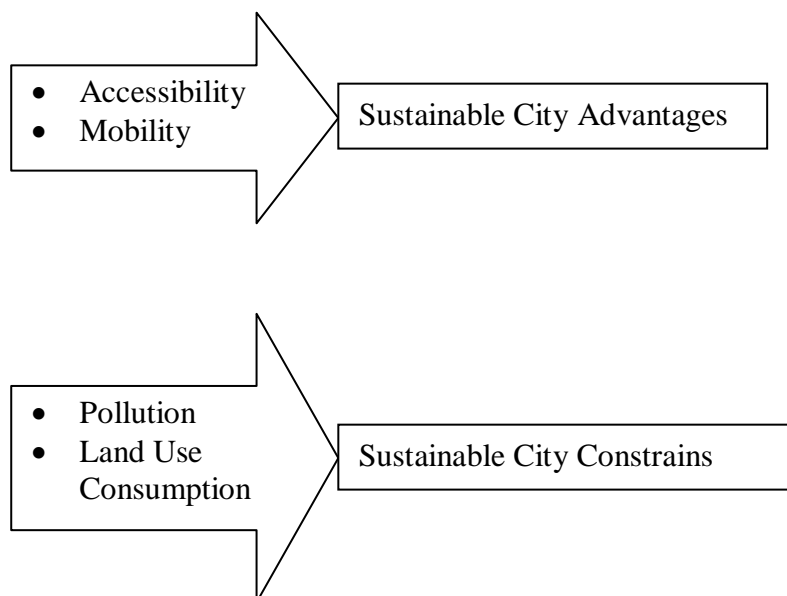 • Accessibility
• Mobility
Sustainable City Advantages
• Pollution
• Land Use
Consumption
Sustainable City Constrains